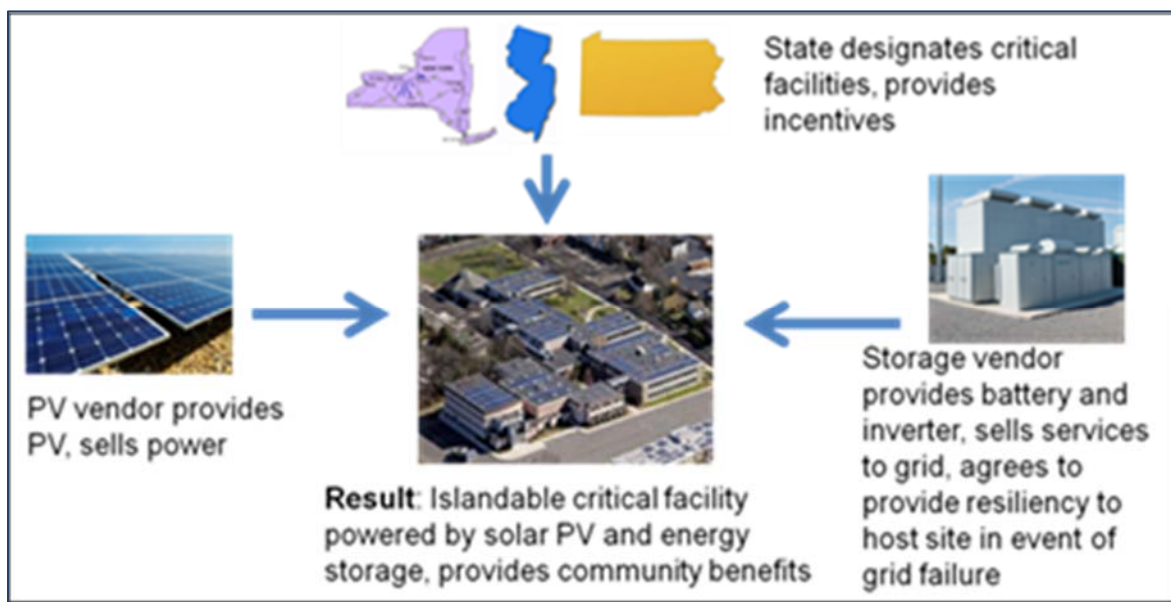 State designates critical
facilities, provides
incentives
PV vendor provides
PV, sells power
Result: Islandable critical facility
powered by solar PV and energy
storage, provides community benefits
Storage vendor
provides battery and
inverter, sells services
to grid, agrees to
provide resiliency to
host site in event of
grid failure